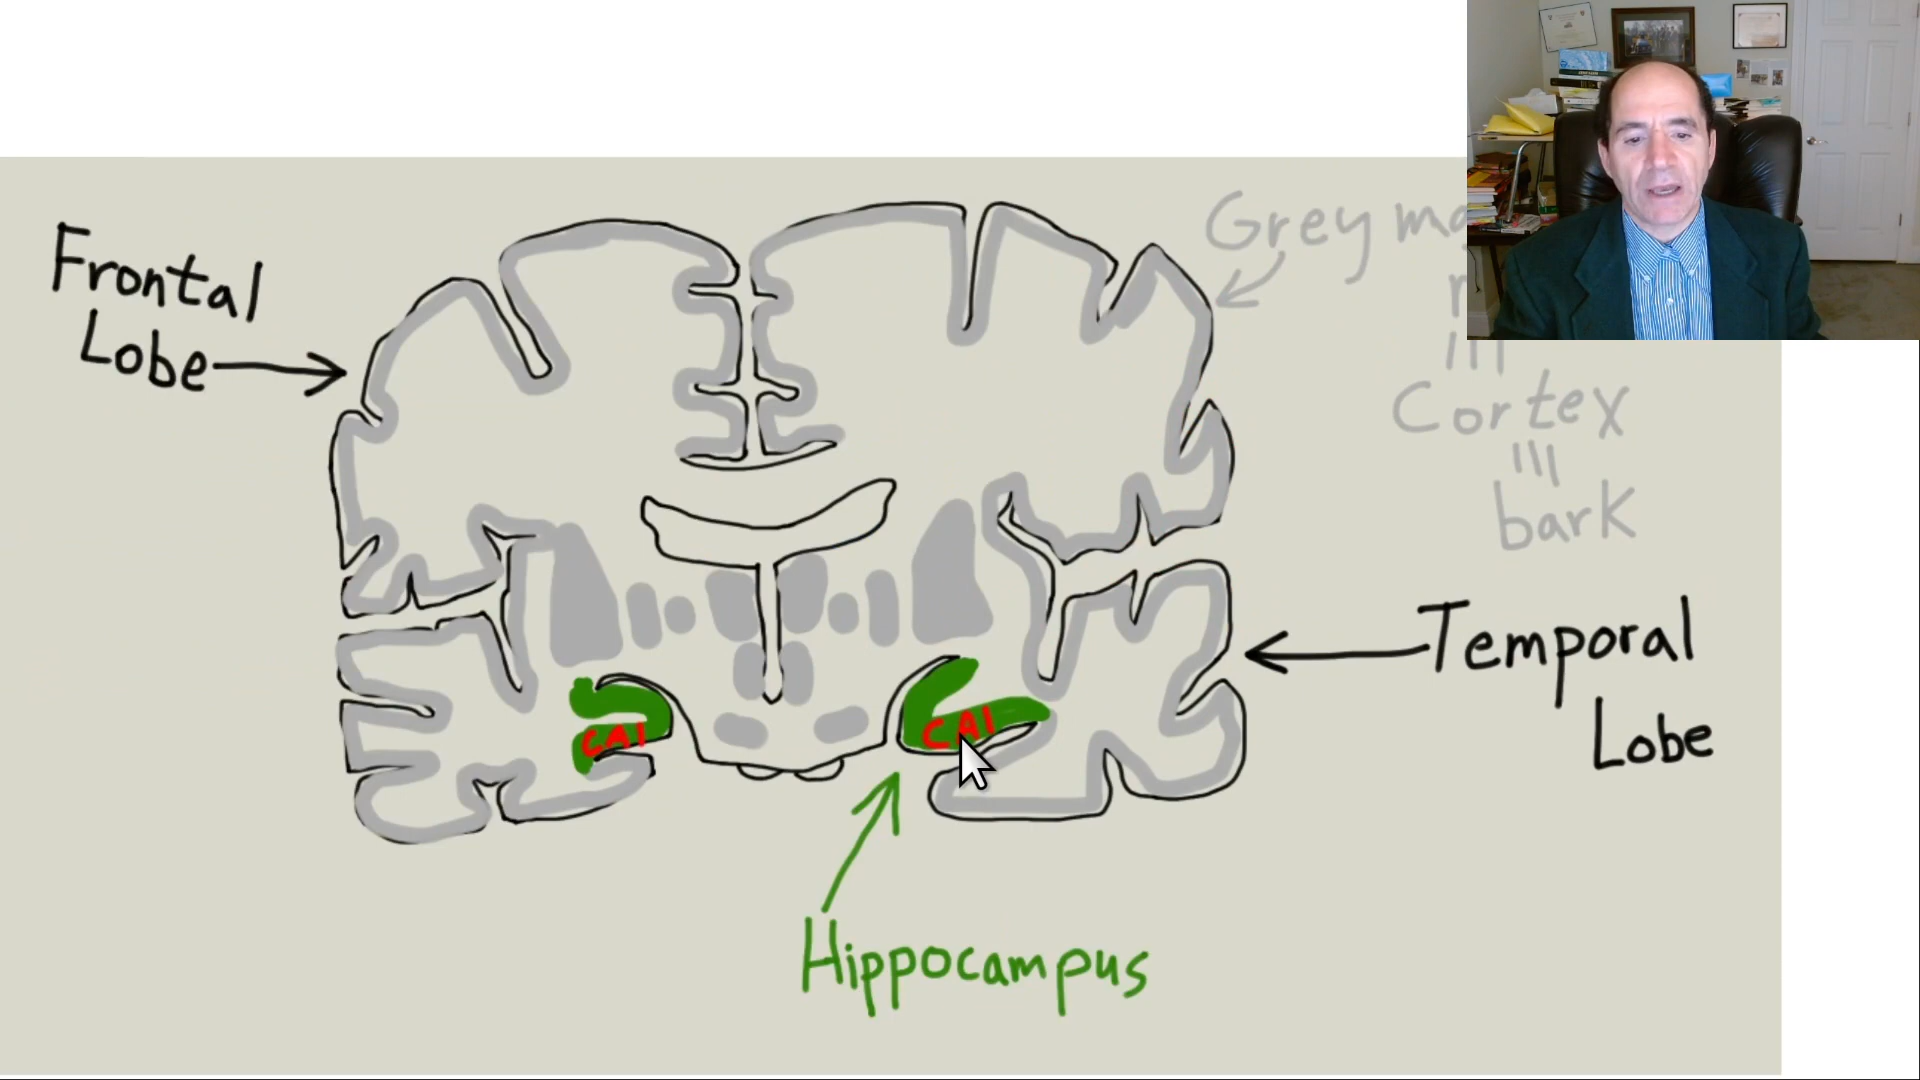 Frontal
Lobe
Grey
Cortex
bark
Temporal
Lobe
CA1
CA1
Hippocampus